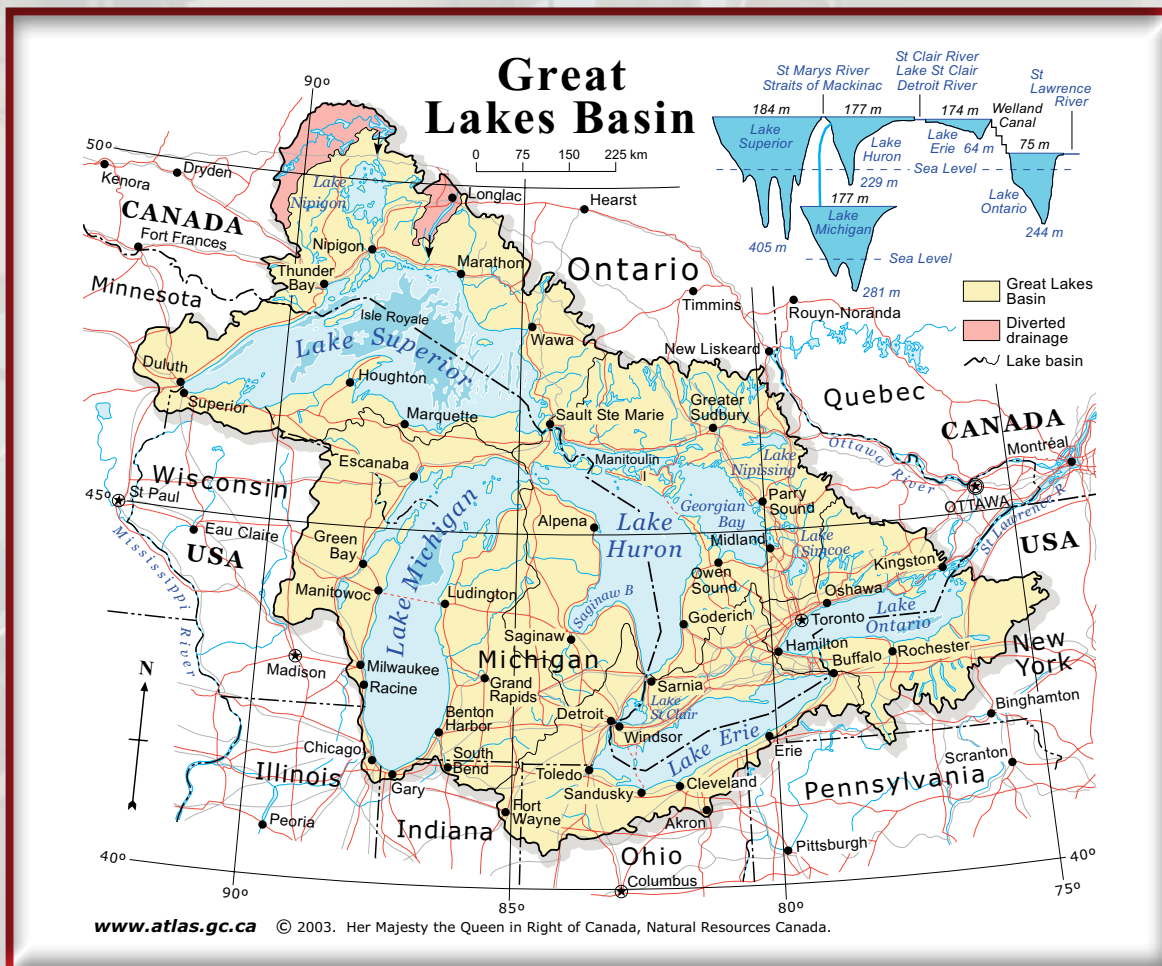 Great
Lakes Basin
0 75 150 225 km
90º
50º
St Marys River
Straits of Mackinac
St Clair River
Lake St Clair
Detroit River
St
Lawrence
River
184 m
177 m
174 m
Welland
Canal
75 m
Lake
Superior
Lake
Huron
Lake
Erie
64 m
Sea Level
229 m
177 m
Lake
Michigan
Lake
Ontario
405 m
244 m
Sea Level
281 m
Great Lakes
Basin
Diverted
drainage
Lake basin
Kenora
Dryden
CANADA
Fort Frances
Lake
Nipigon
Longlac
Hearst
Nipigon
Thunder
Bay
Marathon
Ontario
Minnesota
Timmins
Rouyn-Noranda
Isle Royale
Lake Superior
Wawa
New Liskeard
Duluth
Superior
Houghton
Marquette
Sault Ste Marie
Greater
Sudbury
Quebec
CANADA
Montréal
Ottawa River
OTTAWA
Escanaba
Manitoulin
I
Lake
Nipissing
Wisconsin
45º
St Paul
Eau Claire
USA
Mississippi River
Green
Bay
Manitowoc
Lake Michigan
Ludington
Alpena
Lake
Huron
Georgian
Bay
Parry
Sound
Midland
Lake
Simcoe
Owen
Sound
St Lawrence R
USA
Kingston
Oshawa
Lake
Ontario
Toronto
Saginaw B
Goderich
Saginaw
Hamilton
Buffalo
Rochester
New
York
N
Madison
Milwaukee
Racine
Michigan
Grand
Rapids
Sarnia
Lake
St Clair
Binghamton
Benton
Harbor
Detroit
Windsor
Lake Erie
Erie
Scranton
Chicago
Illinois
Gary
South
Bend
Toledo
Sandusky
Cleveland
Pennsylvania
Peoria
Indiana
Fort
Wayne
Akron
Ohio
Pittsburgh
Columbus
40º
40º
90º
85º
80º
75º
www.atlas.gc.ca © 2003. Her Majesty the Queen in Right of Canada, Natural Resources Canada.